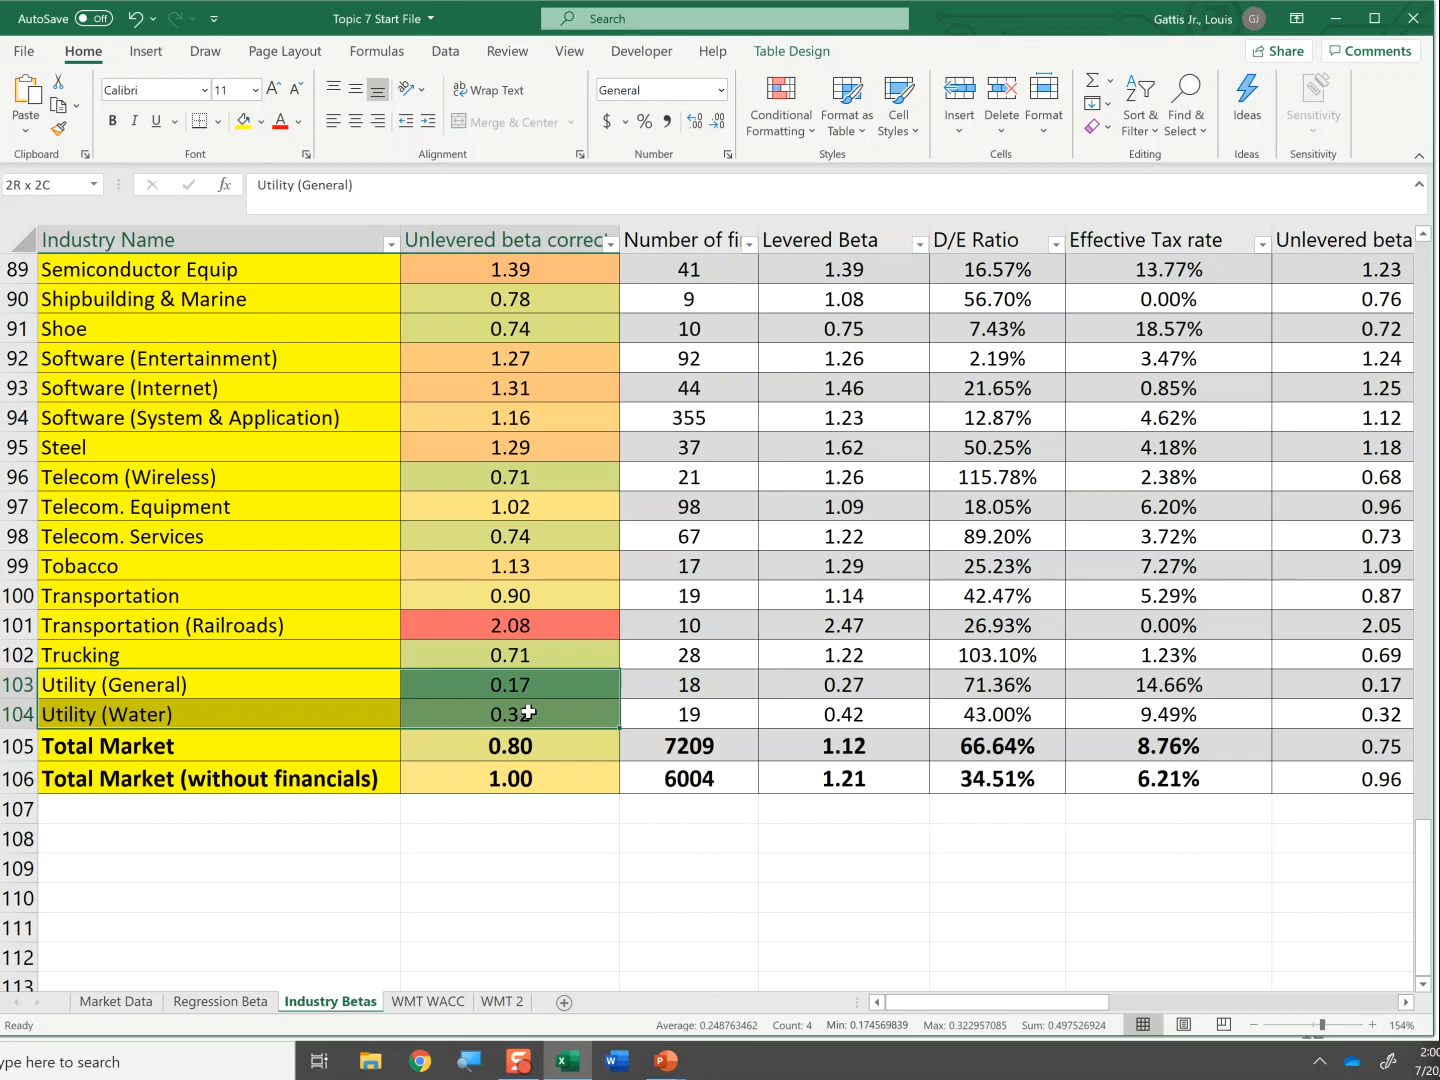 AutoSave Off Topic 7 Start File Search Gattis Jr., Louis GJ
File Home Insert Draw Page Layout Formulas Data Review View Developer Help Table Design Share Comments
Paste Calibri 11 A A Wrap Text General Conditional Formatting Format as Table Cell Styles Insert Delete Format Sort & Filter Find & Select Ideas Sensitivity
B I U A Merge & Center $ % , .00 .00
Clipboard Font Alignment Number Styles Cells Editing Ideas Sensitivity
2R x 2C fx Utility (General)
Industry Name Unlevered beta correc Number of fi Levered Beta D/E Ratio Effective Tax rate Unlevered beta
89 Semiconductor Equip 1.39 41 1.39 16.57% 13.77% 1.23
90 Shipbuilding & Marine 0.78 9 1.08 56.70% 0.00% 0.76
91 Shoe 0.74 10 0.75 7.43% 18.57% 0.72
92 Software (Entertainment) 1.27 92 1.26 2.19% 3.47% 1.24
93 Software (Internet) 1.31 44 1.46 21.65% 0.85% 1.25
94 Software (System & Application) 1.16 355 1.23 12.87% 4.62% 1.12
95 Steel 1.29 37 1.62 50.25% 4.18% 1.18
96 Telecom (Wireless) 0.71 21 1.26 115.78% 2.38% 0.68
97 Telecom. Equipment 1.02 98 1.09 18.05% 6.20% 0.96
98 Telecom. Services 0.74 67 1.22 89.20% 3.72% 0.73
99 Tobacco 1.13 17 1.29 25.23% 7.27% 1.09
100 Transportation 0.90 19 1.14 42.47% 5.29% 0.87
101 Transportation (Railroads) 2.08 10 2.47 26.93% 0.00% 2.05
102 Trucking 0.71 28 1.22 103.10% 1.23% 0.69
103 Utility (General) 0.17 18 0.27 71.36% 14.66% 0.17
104 Utility (Water) 0.32 19 0.42 43.00% 9.49% 0.32
105 Total Market 0.80 7209 1.12 66.64% 8.76% 0.75
106 Total Market (without financials) 1.00 6004 1.21 34.51% 6.21% 0.96
107
108
109
110
111
112
113
Market Data Regression Beta Industry Betas WMT WACC WMT 2
Ready Average: 0.248763462 Count: 4 Min: 0.174569839 Max: 0.322957085 Sum: 0.497526924 154%
ype here to search 2:00
7/20